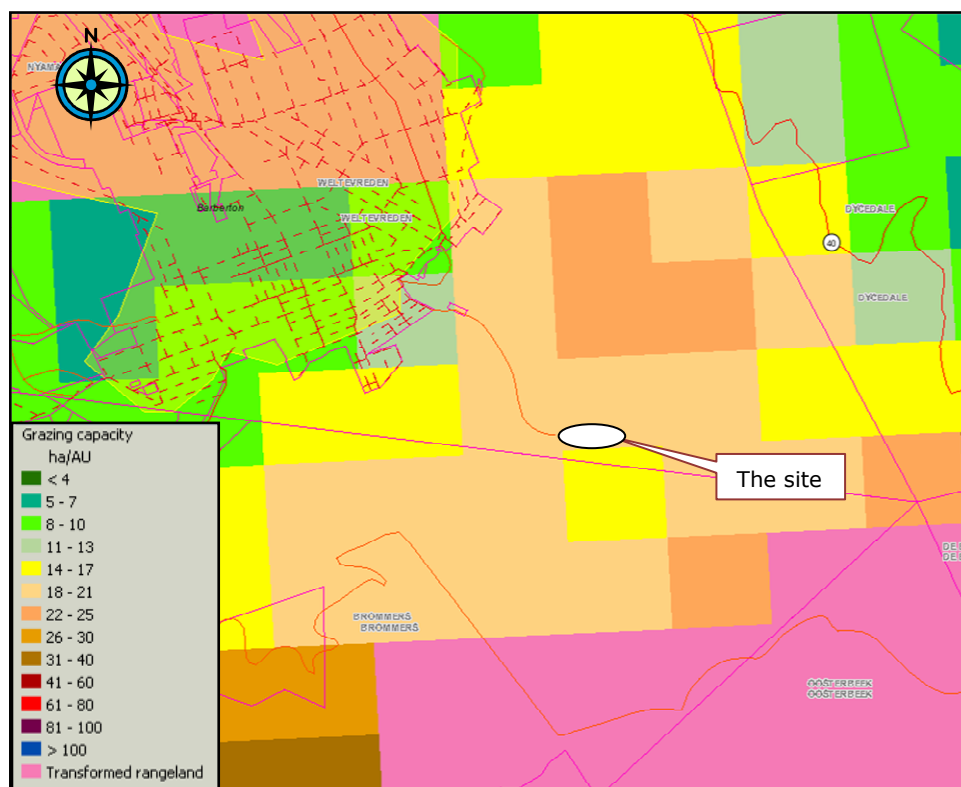 N
NYAMA
WELTEVREDEN
Barberton
WELTEVREDEN
DYCEDALE
40
DYCEDALE
The site
Grazing capacity
ha/AU
< 4
5 - 7
8 - 10
11 - 13
14 - 17
18 - 21
22 - 25
26 - 30
31 - 40
41 - 60
61 - 80
81 - 100
> 100
Transformed rangeland
DE
DE
BROMMERS
BROMMERS
OOSTERBEEK
OOSTERBEEK